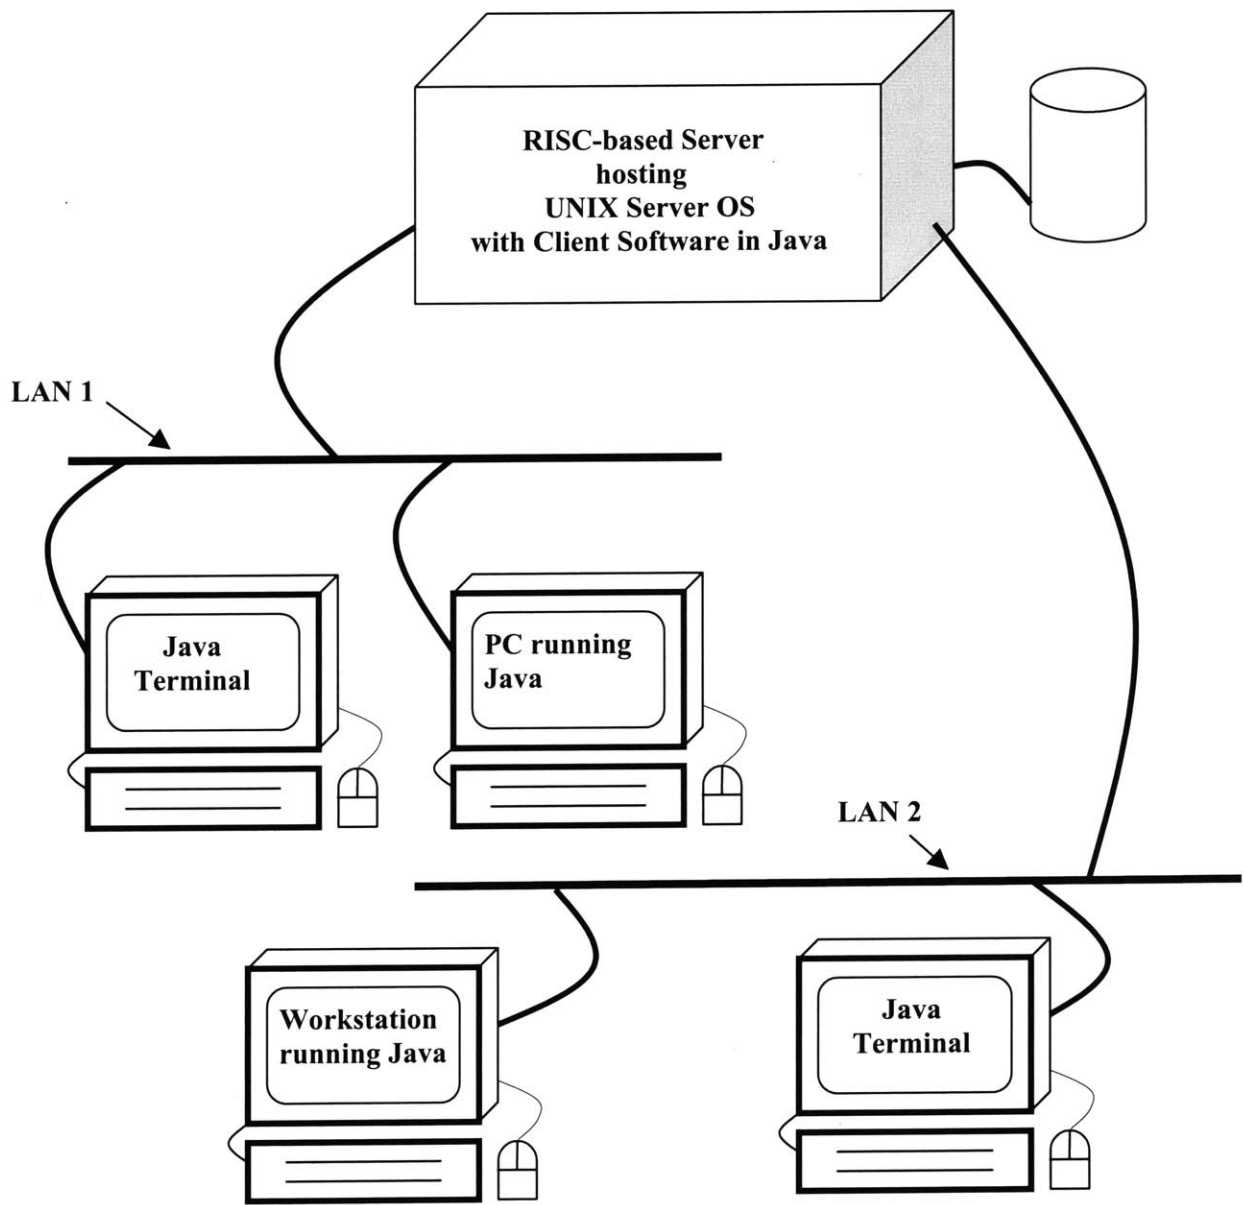 RISC-based Server
hosting
UNIX Server OS
with Client Software in Java
LAN 1
Java
Terminal
PC running
Java
LAN 2
Workstation
running Java
Java
Terminal